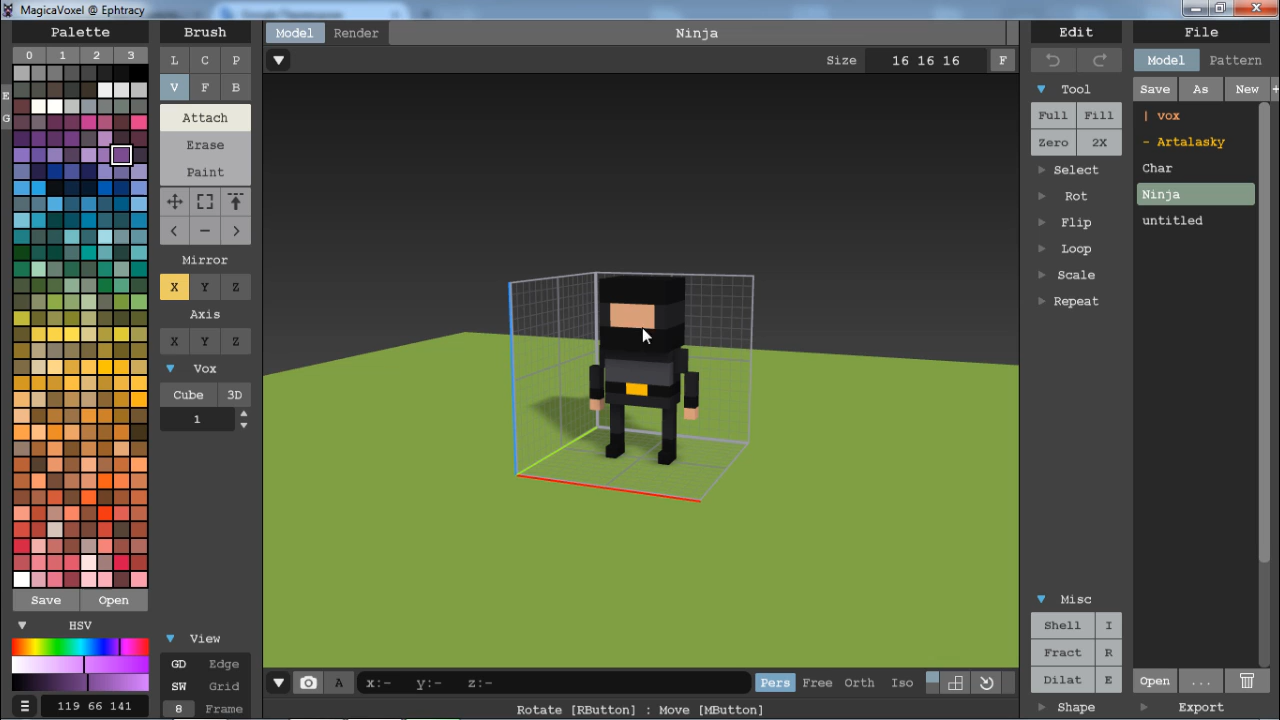 MagicaVoxel @ Ephtracy
Palette
0 1 2 3
E
G
Save Open
HSV
119 66 141
Brush
L C P
V F B
Attach
Erase
Paint
Mirror
X Y Z
Axis
X Y Z
Vox
Cube 3D
1
View
GD Edge
SW Grid
8 Frame
Model Render Ninja
Size 16 16 16 F
A x:- y:- z:- Pers Free Orth Iso
Rotate [RButton] : Move [MButton]
Edit
Tool
Full Fill
Zero 2X
Select
Rot
Flip
Loop
Scale
Repeat
Misc
Shell I
Fract R
Dilat E
Shape
File
Model Pattern
Save As New +
| vox
- Artalasky
Char
Ninja
untitled
Open ...
Export